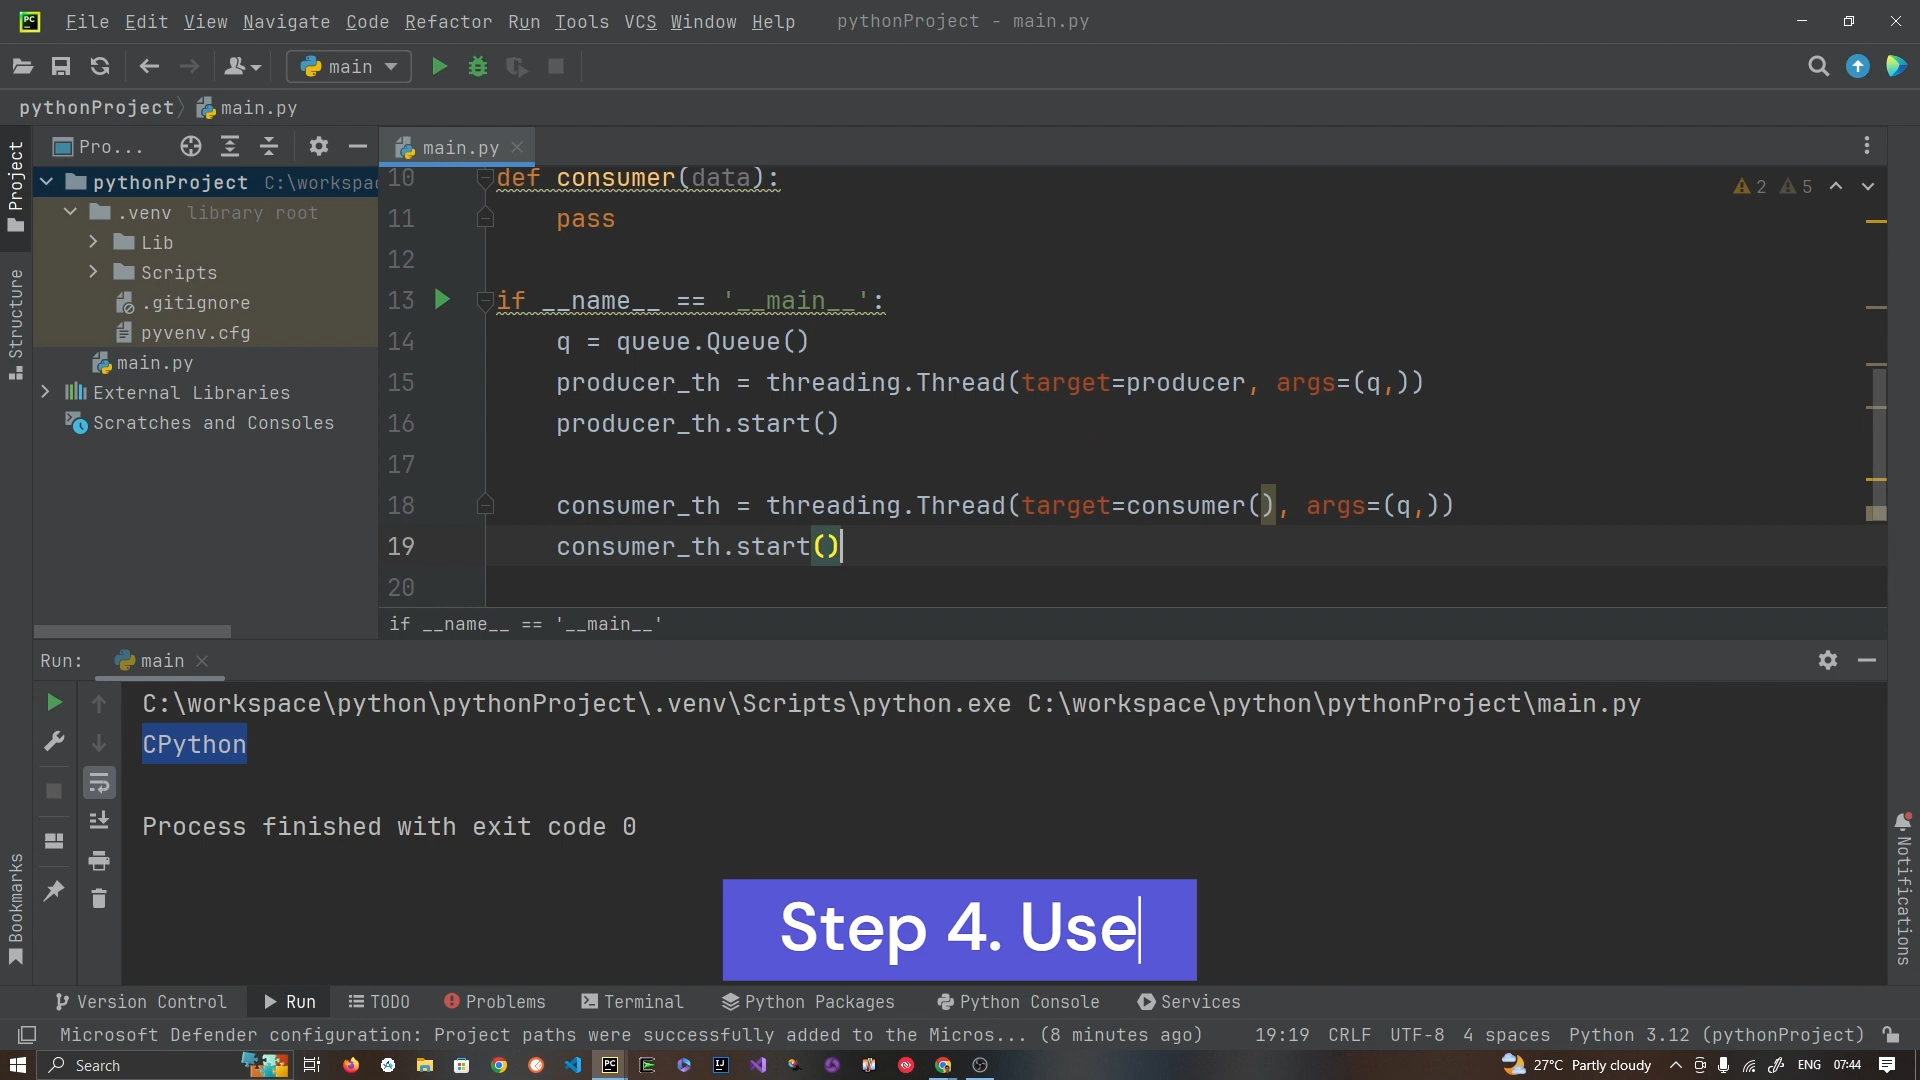 PC File Edit View Navigate Code Refactor Run Tools VCS Window Help pythonProject - main.py
main
pythonProject main.py
Pro...
main.py
Project
Structure
Bookmarks
Notifications
pythonProject C:\workspac
.venv library root
Lib
Scripts
.gitignore
pyvenv.cfg
main.py
External Libraries
Scratches and Consoles
2 5
10 def consumer(data):
11 pass
12
13 if __name__ == '__main__':
14 q = queue.Queue()
15 producer_th = threading.Thread(target=producer, args=(q,))
16 producer_th.start()
17
18 consumer_th = threading.Thread(target=consumer(), args=(q,))
19 consumer_th.start()
20
if __name__ == '__main__'
Run: main
C:\workspace\python\pythonProject\.venv\Scripts\python.exe C:\workspace\python\pythonProject\main.py
CPython
Process finished with exit code 0
Step 4. Use
Version Control Run TODO Problems Terminal Python Packages Python Console Services
Microsoft Defender configuration: Project paths were successfully added to the Micros... (8 minutes ago) 19:19 CRLF UTF-8 4 spaces Python 3.12 (pythonProject)
Search PC IJ 27°C Partly cloudy ENG 07:44